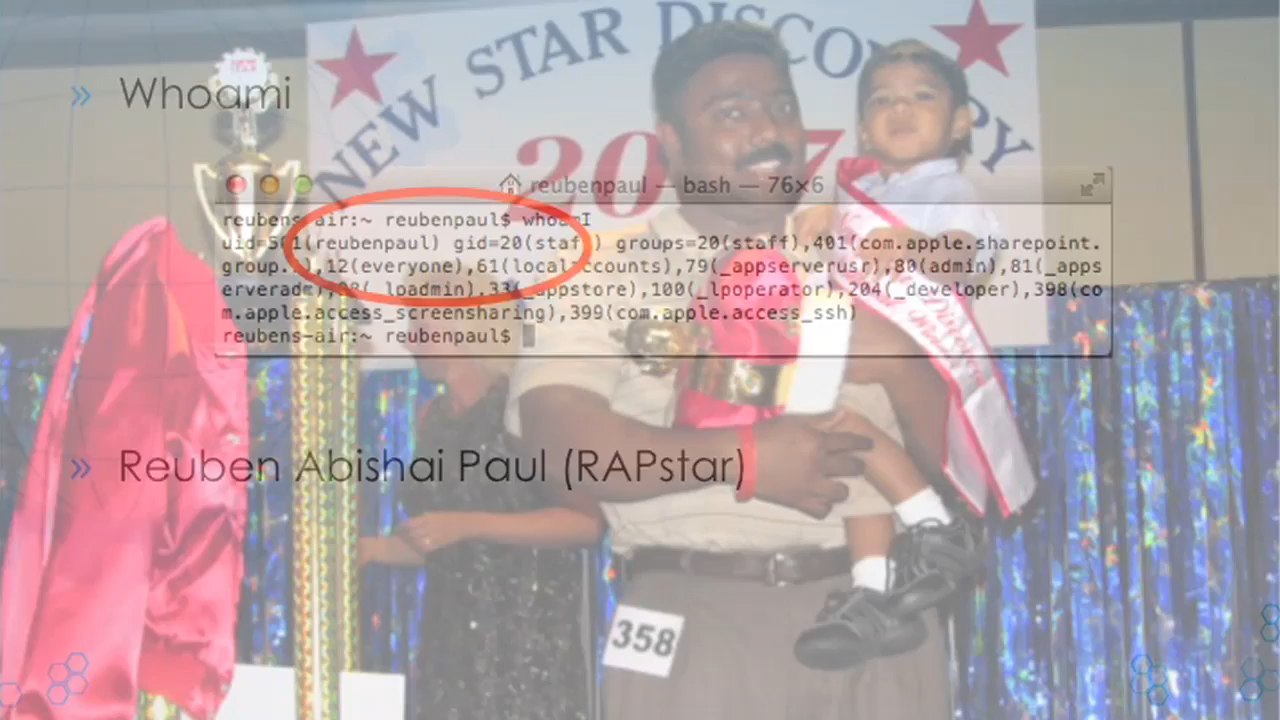 NEW STAR DISCOVERY
20 7
» Whoami
reubenpaul — bash — 76×6
reubens-air:~ reubenpaul$ whoamI
uid=501(reubenpaul) gid=20(staff) groups=20(staff),401(com.apple.sharepoint.
group.1),12(everyone),61(localaccounts),79(_appserverusr),80(admin),81(_apps
erveradm),98(_lpadmin),33(_appstore),100(_lpoperator),204(_developer),398(co
m.apple.access_screensharing),399(com.apple.access_ssh)
reubens-air:~ reubenpaul$
» Reuben Abishai Paul (RAPstar)
358